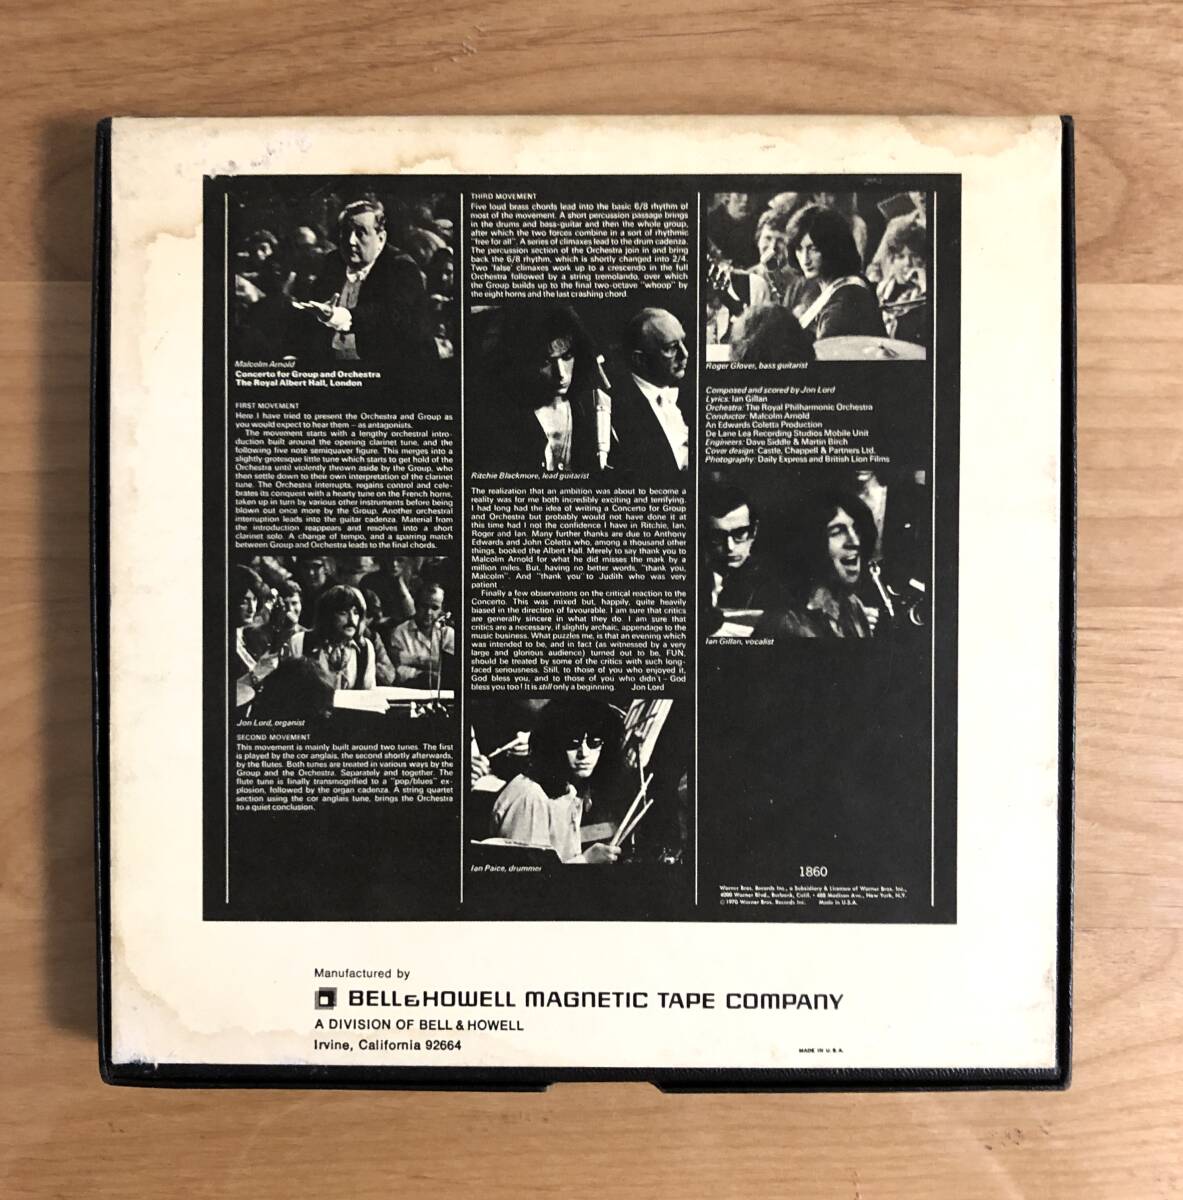 Malcolm Arnold
Concerto for Group and Orchestra
The Royal Albert Hall, London
FIRST MOVEMENT
Here I have tried to present the Orchestra and Group as
you would expect to hear them – as antagonists.
The movement starts with a lengthy orchestral intro-
duction built around the opening clarinet tune, and the
following five note semiquaver figure. This merges into a
slightly grotesque little tune which starts to get hold of the
Orchestra until violently thrown aside by the Group, who
then settle down to their own interpretation of the clarinet
tune. The Orchestra interrupts, regains control and cele-
brates its conquest with a hearty tune on the French horns,
taken up in turn by various other instruments before being
blown out once more by the Group. Another orchestral
interruption leads into the guitar cadenza. Material from
the introduction reappears and resolves into a short
clarinet solo. A change of tempo, and a sparring match
between Group and Orchestra leads to the final chords.
Jon Lord, organist
SECOND MOVEMENT
This movement is mainly built around two tunes. The first
is played by the cor anglais, the second shortly afterwards,
by the flutes. Both tunes are treated in various ways by the
Group and the Orchestra. Separately and together. The
flute tune is finally transmogrified to a "pop/blues" ex-
plosion, followed by the organ cadenza. A string quartet
section using the cor anglais tune, brings the Orchestra
to a quiet conclusion.
THIRD MOVEMENT
Five loud brass chords lead into the basic 6/8 rhythm of
most of the movement. A short percussion passage brings
in the drums and bass-guitar and then the whole group,
after which the two forces combine in a sort of rhythmic
"free for all". A series of climaxes lead to the drum cadenza.
The percussion section of the Orchestra join in and bring
back the 6/8 rhythm, which is shortly changed into 2/4.
Two 'false' climaxes work up to a crescendo in the full
Orchestra followed by a string tremolando, over which
the Group builds up to the final two-octave "whoop" by
the eight horns and the last crashing chord.
Ritchie Blackmore, lead guitarist
The realization that an ambition was about to become a
reality was for me both incredibly exciting and terrifying.
I had long had the idea of writing a Concerto for Group
and Orchestra but probably would not have done it at
this time had I not the confidence I have in Ritchie, Ian,
Roger and Ian. Many further thanks are due to Anthony
Edwards and John Coletta who, among a thousand other
things, booked the Albert Hall. Merely to say thank you to
Malcolm Arnold for what he did misses the mark by a
million miles. But, having no better words, "thank you,
Malcolm". And "thank you" to Judith who was very
patient
Finally a few observations on the critical reaction to the
Concerto. This was mixed but, happily, quite heavily
biased in the direction of favourable. I am sure that critics
are generally sincere in what they do. I am sure that
critics are a necessary, if slightly archaic, appendage to the
music business. What puzzles me, is that an evening which
was intended to be, and in fact (as witnessed by a very
large and glorious audience) turned out to be, FUN,
should be treated by some of the critics with such long-
faced seriousness. Still, to those of you who enjoyed it,
God bless you, and to those of you who didn't – God
bless you too! It is still only a beginning. Jon Lord
Ian Paice, drummer
Roger Glover, bass guitarist
Composed and scored by Jon Lord
Lyrics: Ian Gillan
Orchestra: The Royal Philharmonic Orchestra
Conductor: Malcolm Arnold
An Edwards Coletta Production
De Lane Lea Recording Studios Mobile Unit
Engineers: Dave Siddle & Martin Birch
Cover design: Castle, Chappell & Partners Ltd.
Photography: Daily Express and British Lion Films
Ian Gillan, vocalist
1860
Warner Bros. Records Inc., a Subsidiary & Licensee of Warner Bros. Inc.,
4000 Warner Blvd., Burbank, Calif. • 488 Madison Ave., New York, N.Y.
© 1970 Warner Bros. Records Inc. Made in U.S.A.
Manufactured by
BELL & HOWELL MAGNETIC TAPE COMPANY
A DIVISION OF BELL & HOWELL
Irvine, California 92664
MADE IN U.S.A.